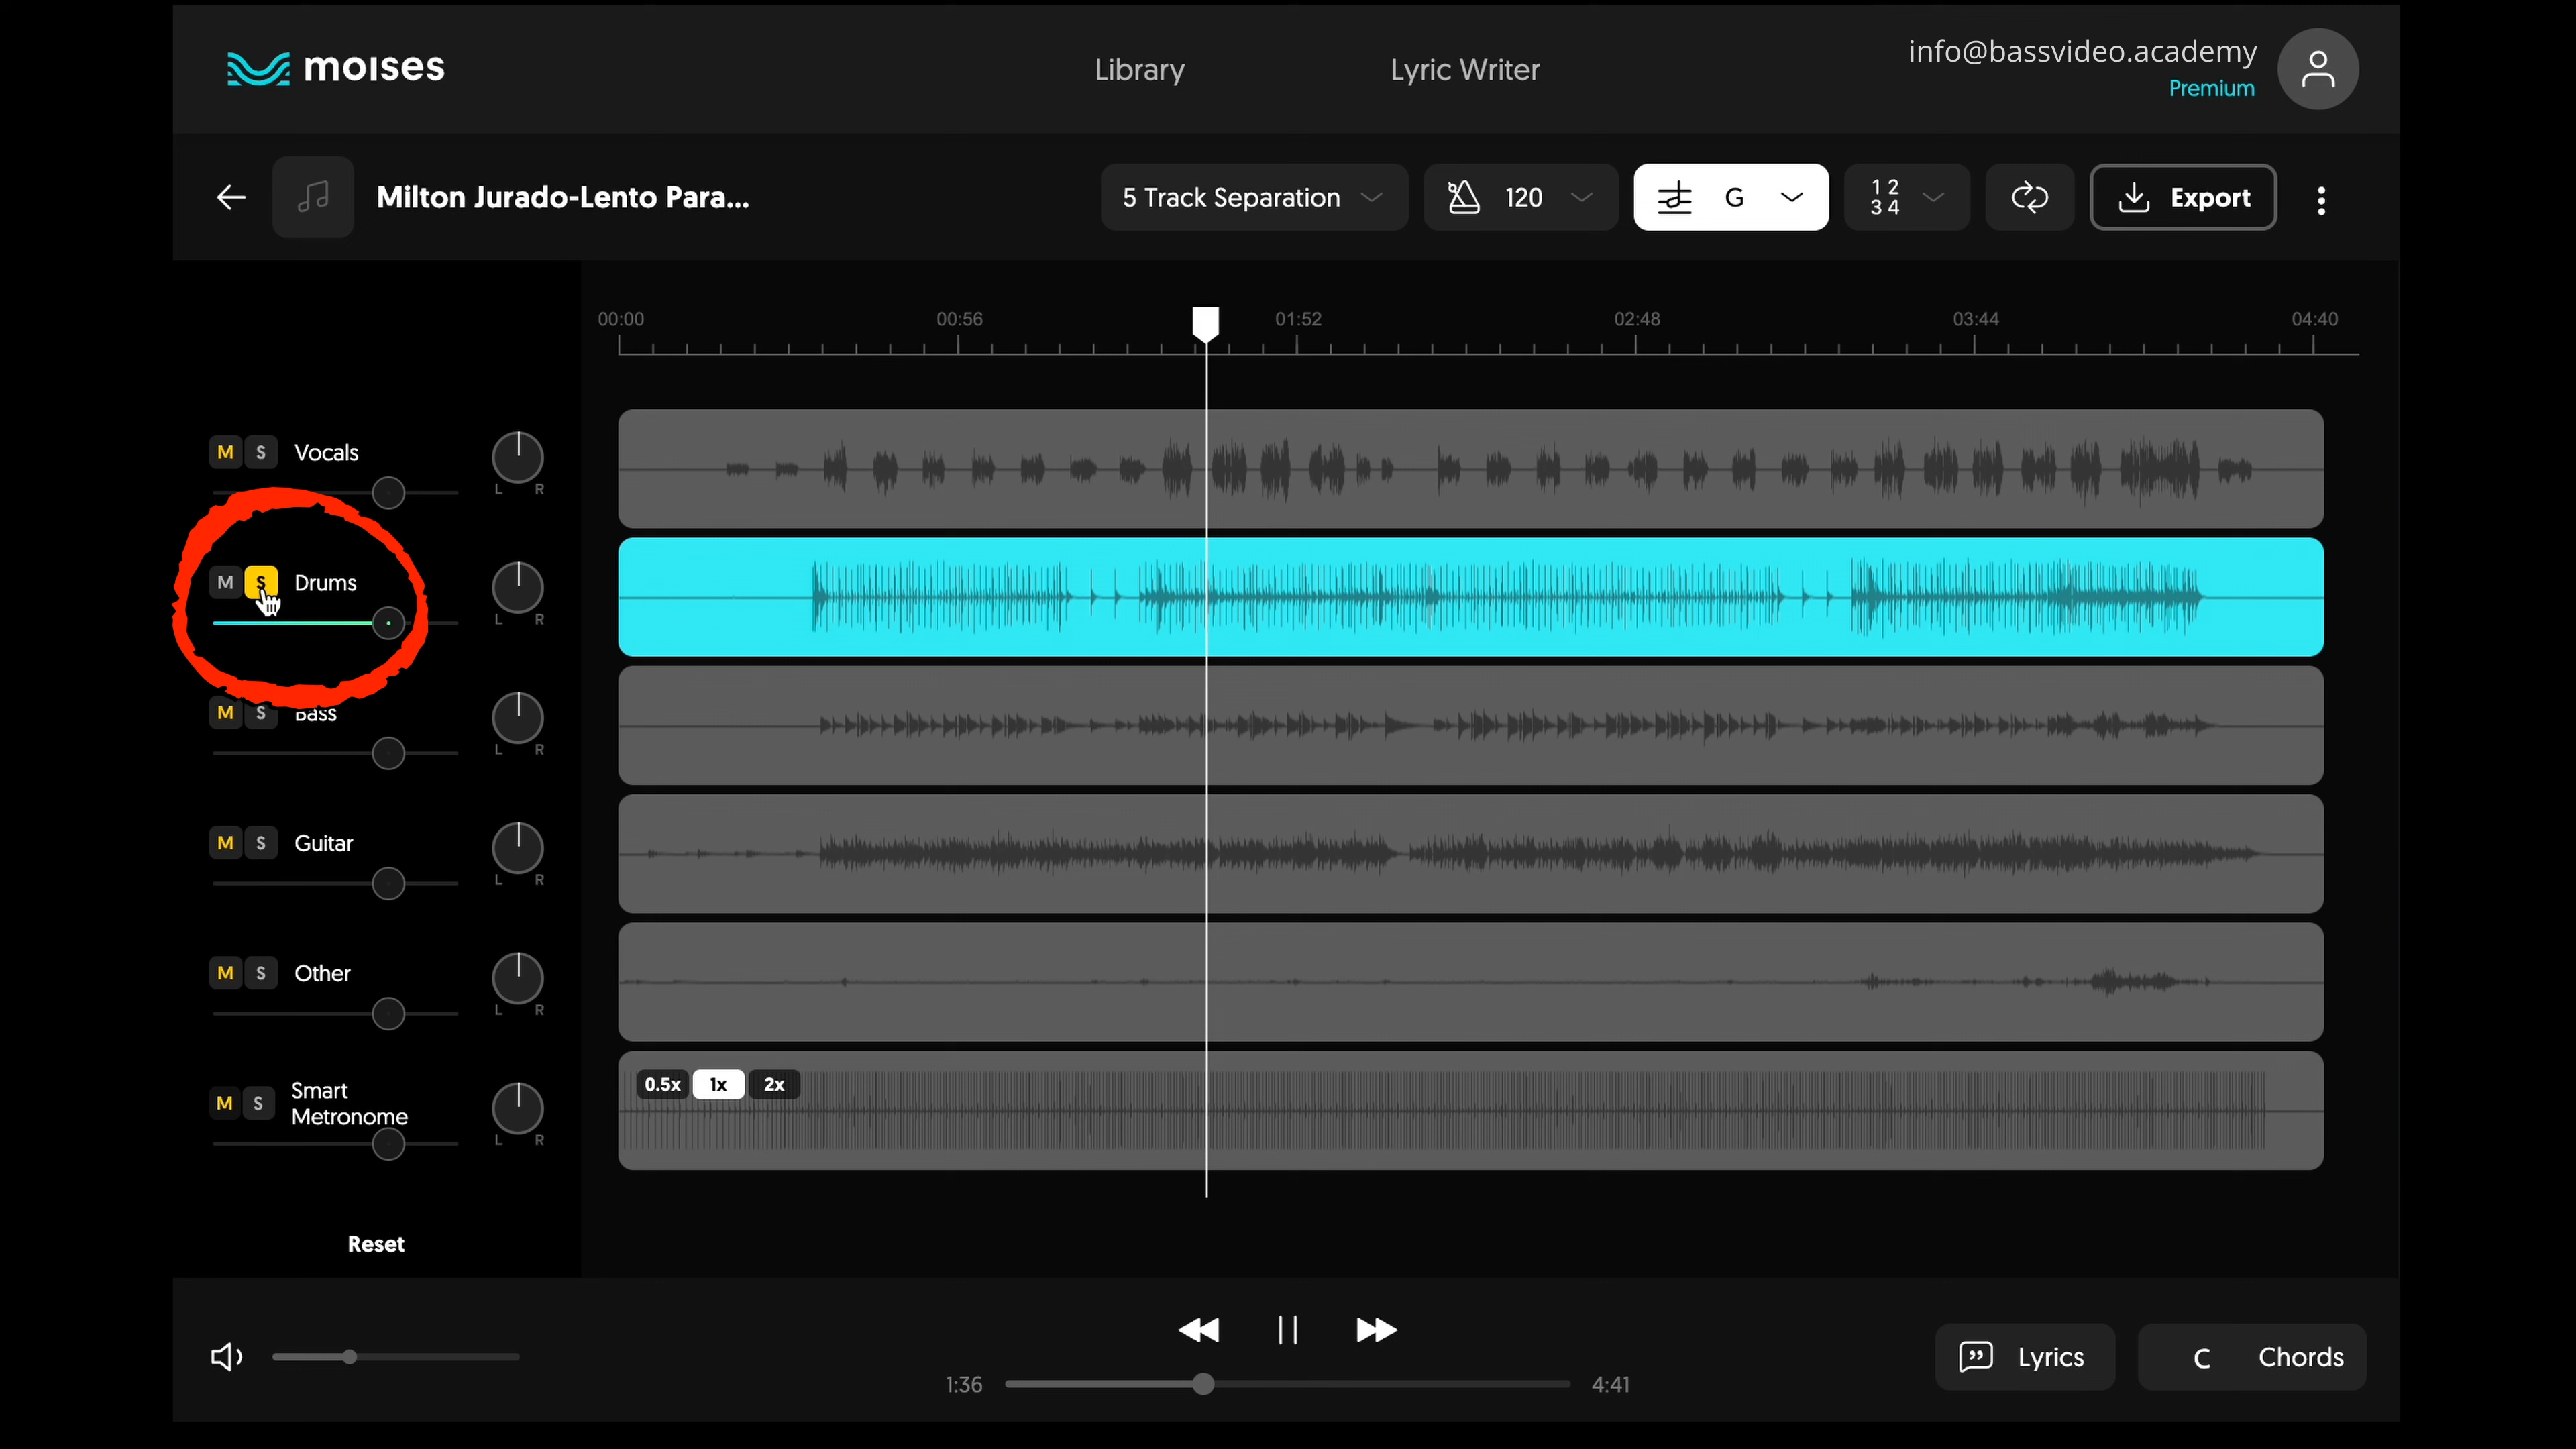 moises
Library
Lyric Writer
info@bassvideo.academy
Premium
Milton Jurado-Lento Para...
5 Track Separation
120
G
1 2
3 4
Export
00:00 00:56 01:52 02:48 03:44 04:40
M S Vocals
L R
M S Drums
L R
M S Bass
L R
M S Guitar
L R
M S Other
L R
M S Smart
Metronome
L R
0.5x 1x 2x
Reset
1:36
4:41
Lyrics
C Chords